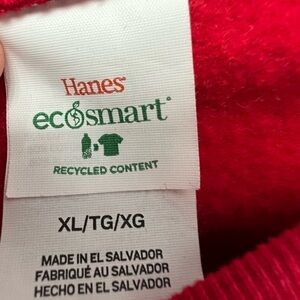 Hanes
ecosmart
RECYCLED CONTENT
XL/TG/XG
MADE IN EL SALVADOR
FABRIQUÉ AU SALVADOR
HECHO EN EL SALVADOR